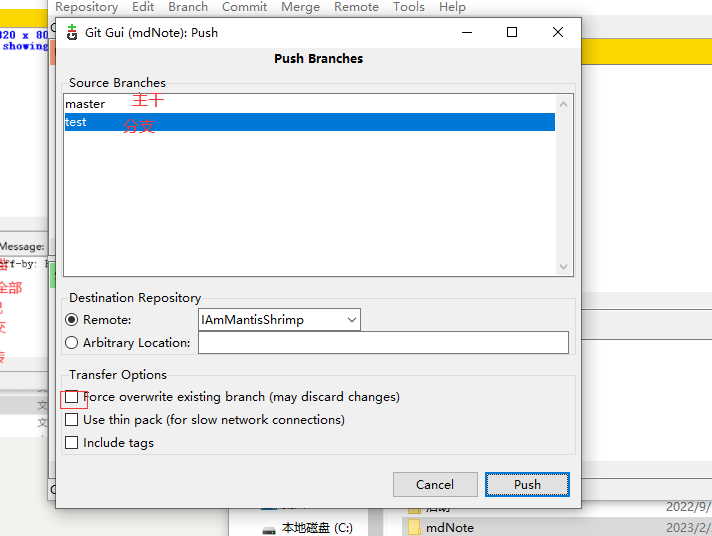 Repository Edit Branch Commit Merge Remote Tools Help
320 x 80
showing
Git Gui (mdNote): Push
Push Branches
Source Branches
master 主干
test 分支
Message:
off-by:
全部
Destination Repository
Remote: IAmMantisShrimp
Arbitrary Location:
Transfer Options
Force overwrite existing branch (may discard changes)
Use thin pack (for slow network connections)
Include tags
Cancel Push
2022/9/
本地磁盘 (C:) mdNote 2023/2/